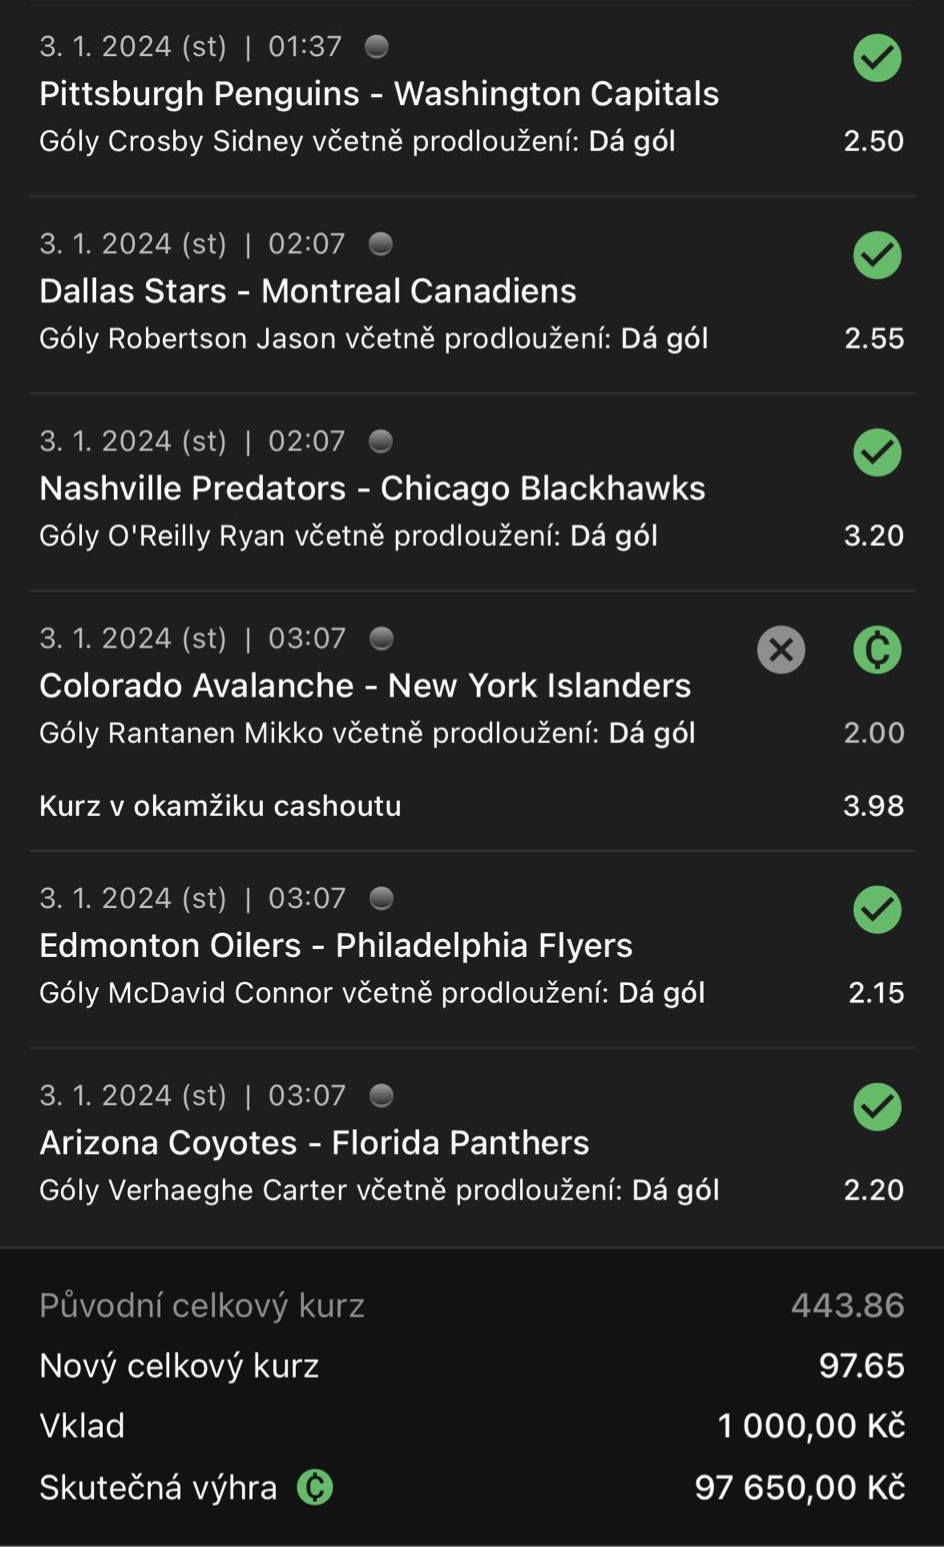 3. 1. 2024 (st) | 01:37
Pittsburgh Penguins - Washington Capitals
Góly Crosby Sidney včetně prodloužení: Dá gól 2.50
3. 1. 2024 (st) | 02:07
Dallas Stars - Montreal Canadiens
Góly Robertson Jason včetně prodloužení: Dá gól 2.55
3. 1. 2024 (st) | 02:07
Nashville Predators - Chicago Blackhawks
Góly O'Reilly Ryan včetně prodloužení: Dá gól 3.20
3. 1. 2024 (st) | 03:07
Colorado Avalanche - New York Islanders
Góly Rantanen Mikko včetně prodloužení: Dá gól 2.00
Kurz v okamžiku cashoutu 3.98
3. 1. 2024 (st) | 03:07
Edmonton Oilers - Philadelphia Flyers
Góly McDavid Connor včetně prodloužení: Dá gól 2.15
3. 1. 2024 (st) | 03:07
Arizona Coyotes - Florida Panthers
Góly Verhaeghe Carter včetně prodloužení: Dá gól 2.20
Původní celkový kurz 443.86
Nový celkový kurz 97.65
Vklad 1 000,00 Kč
Skutečná výhra 97 650,00 Kč